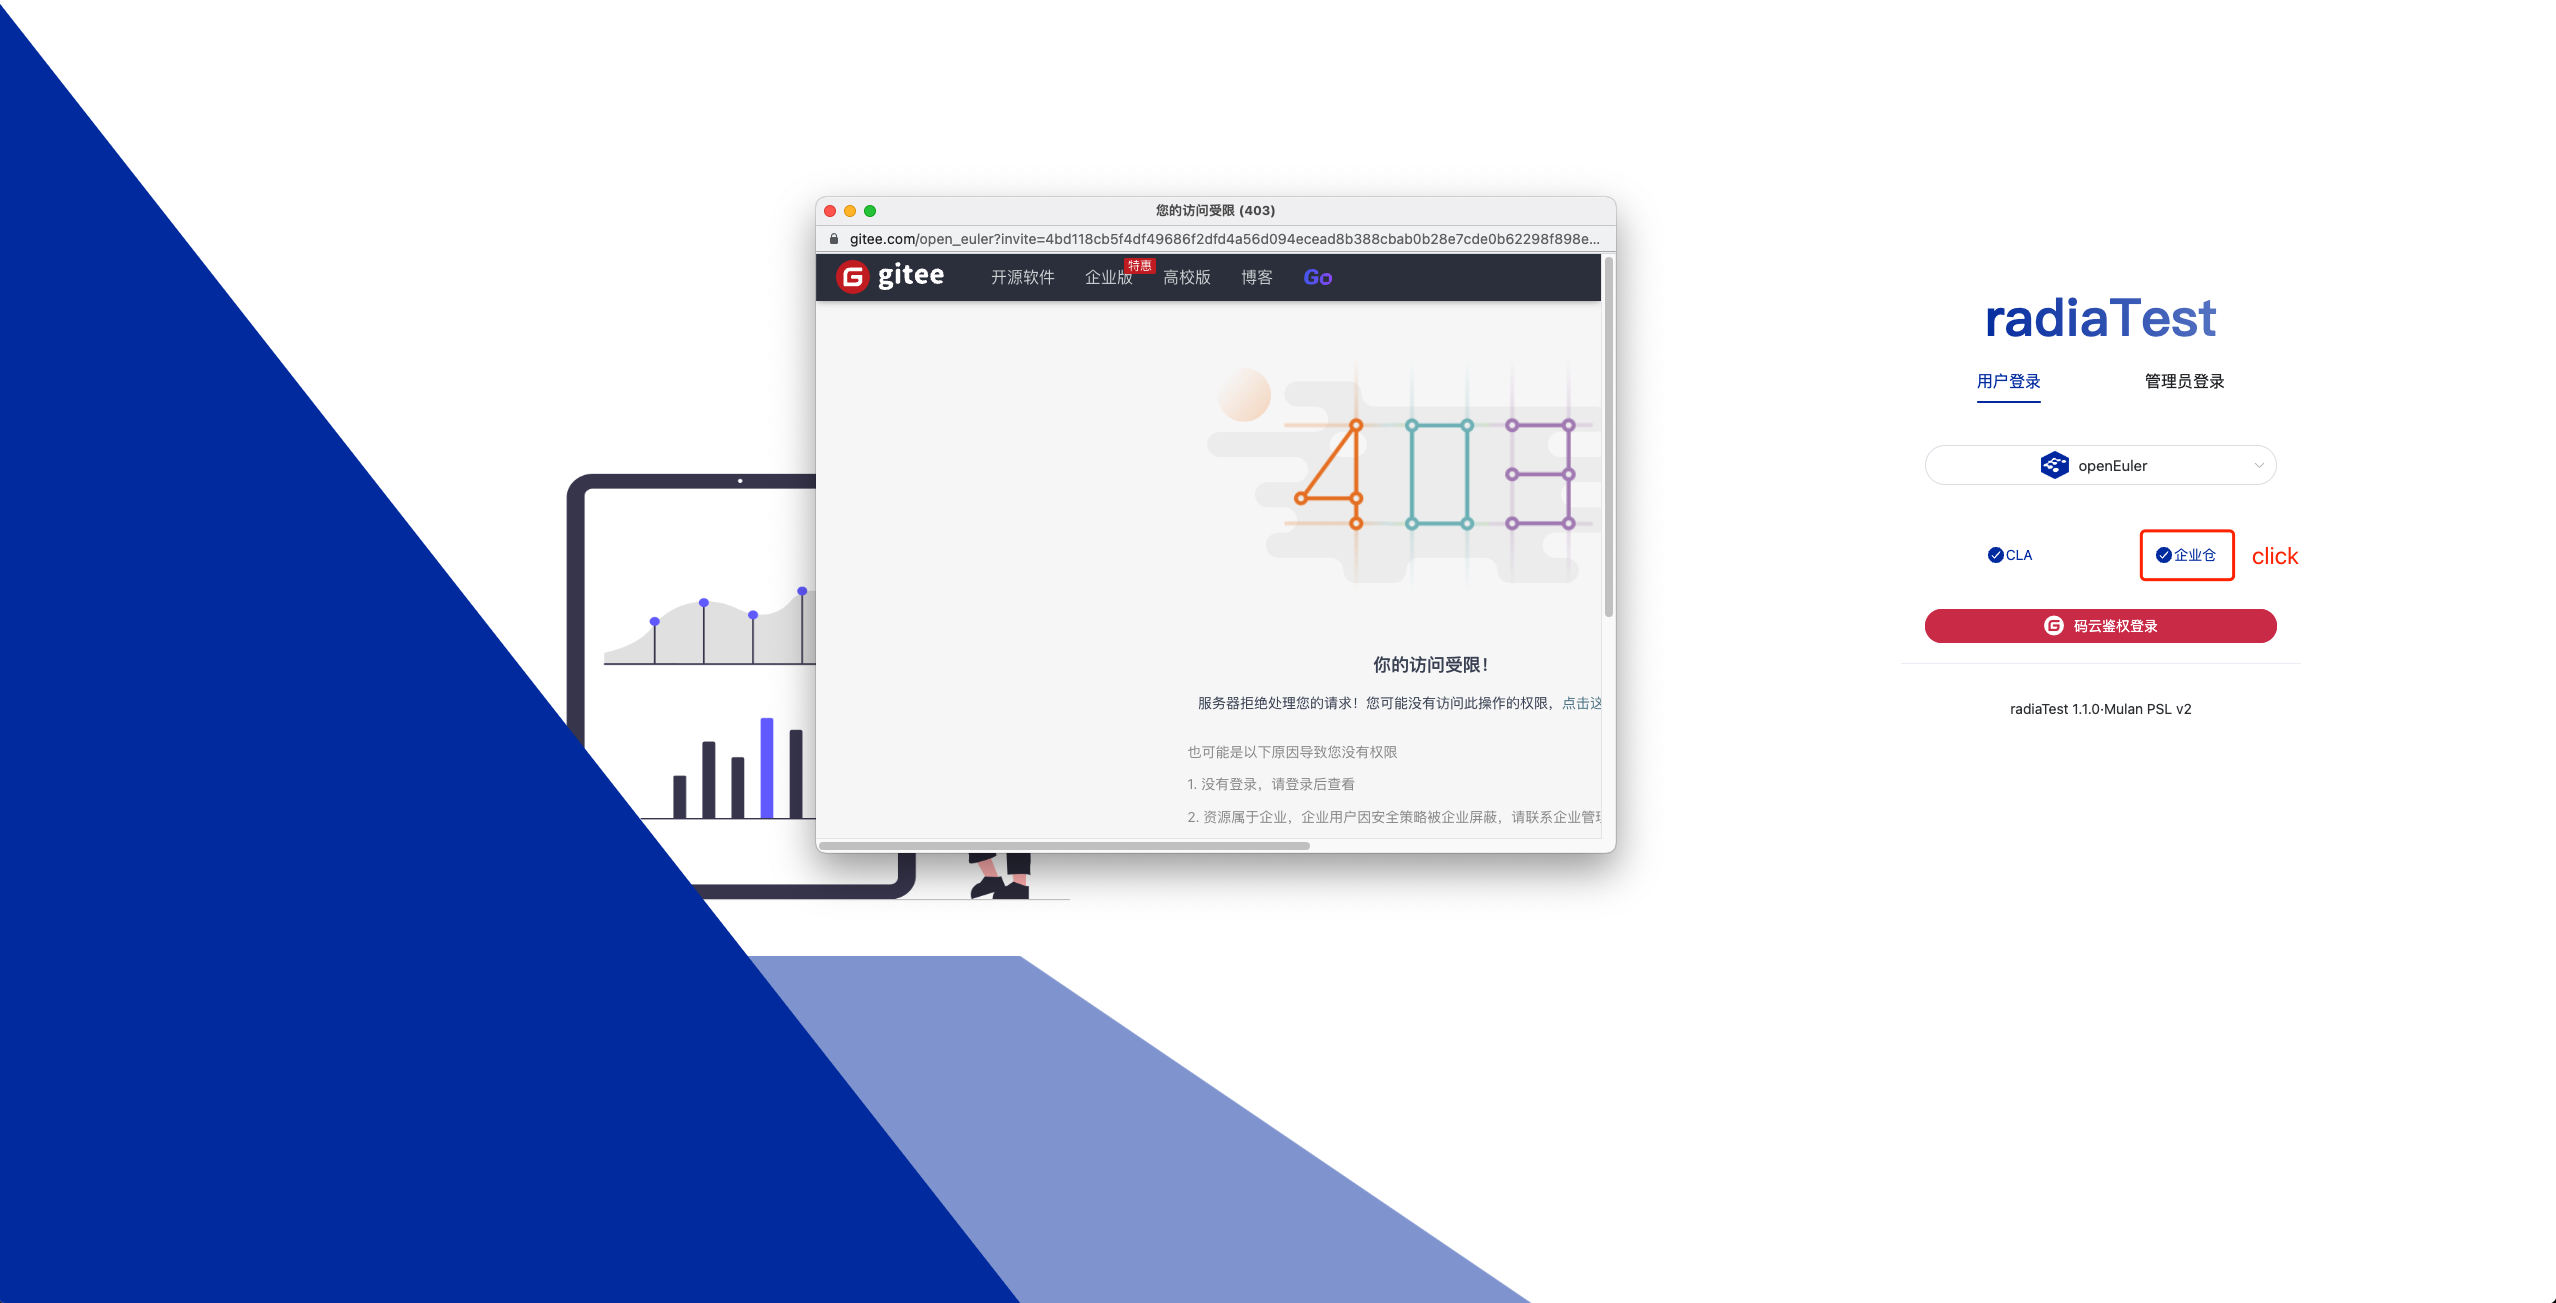 您的访问受限 (403)
gitee.com/open_euler?invite=4bd118cb5f4df49686f2dfd4a56d094ecead8b388cbab0b28e7cde0b62298f898e...
gitee 开源软件 企业版 特惠 高校版 博客 Go
403
你的访问受限！
服务器拒绝处理您的请求！您可能没有访问此操作的权限，点击这
也可能是以下原因导致您没有权限
1. 没有登录，请登录后查看
2. 资源属于企业，企业用户因安全策略被企业屏蔽，请联系企业管
radiaTest
用户登录 管理员登录
openEuler
CLA 企业仓 click
码云鉴权登录
radiaTest 1.1.0·Mulan PSL v2